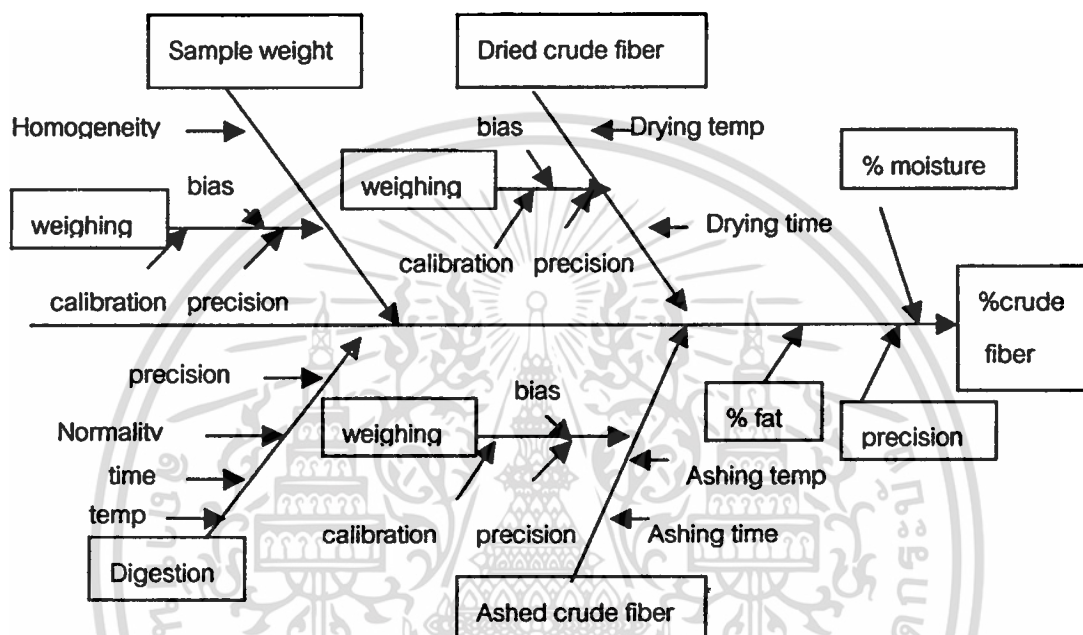 Sample weight
Dried crude fiber
Homogeneity
bias
Drying temp
% moisture
weighing
bias
weighing
Drying time
calibration precision
calibration precision
%crude
fiber
precision
bias
% fat
precision
Normality
weighing
time
Ashing temp
temp
calibration precision
Ashing time
Digestion
Ashed crude fiber